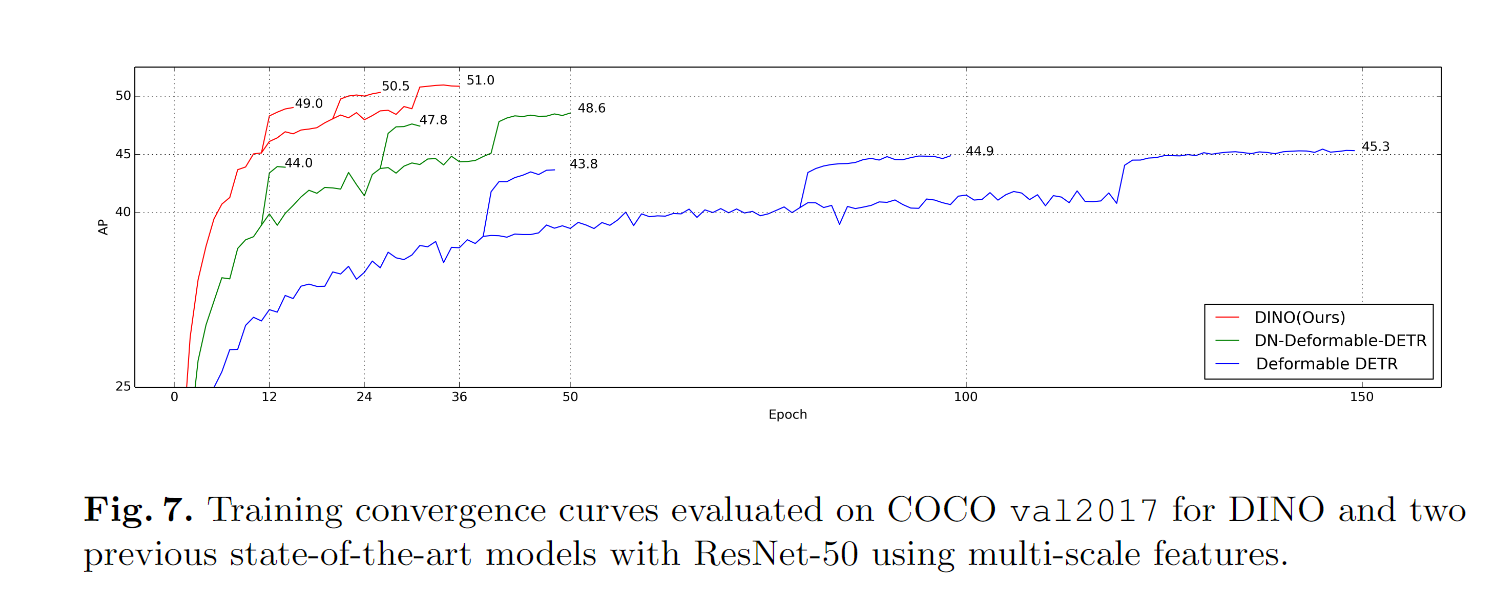 50.5
51.0
50
49.0
48.6
47.8
44.0
43.8
44.9
45.3
45
40
AP
DINO(Ours)
DN-Deformable-DETR
Deformable DETR
25
0 12 24 36 50 100 150
Epoch
Fig. 7. Training convergence curves evaluated on COCO val2017 for DINO and two
previous state-of-the-art models with ResNet-50 using multi-scale features.